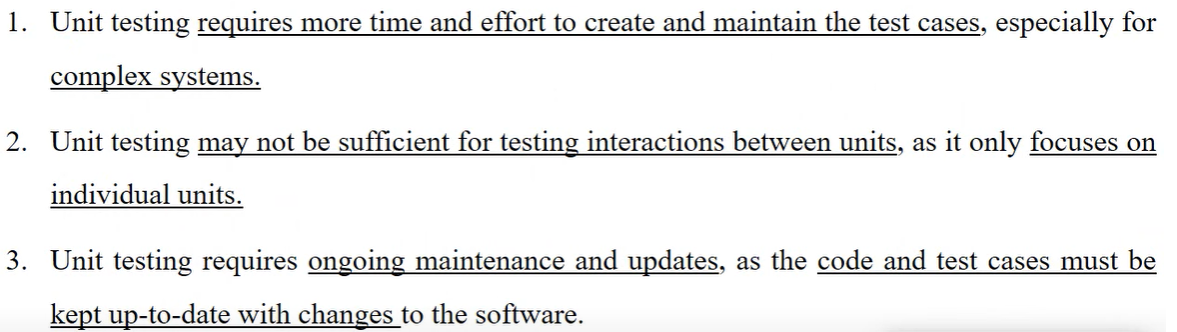 1. Unit testing requires more time and effort to create and maintain the test cases, especially for
complex systems.
2. Unit testing may not be sufficient for testing interactions between units, as it only focuses on
individual units.
3. Unit testing requires ongoing maintenance and updates, as the code and test cases must be
kept up-to-date with changes to the software.